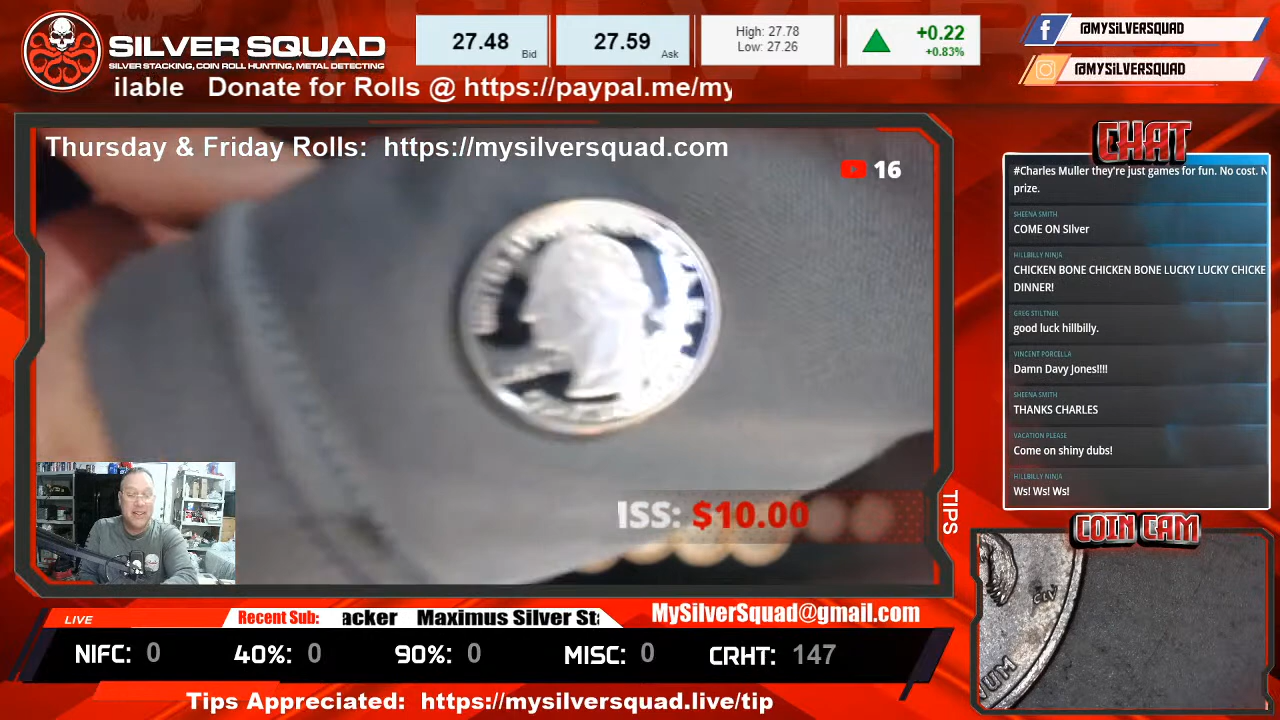 SILVER SQUAD
SILVER STACKING, COIN ROLL HUNTING, METAL DETECTING
27.48 Bid
27.59 Ask
High: 27.78
Low: 27.26
+0.22
+0.83%
@MYSILVERSQUAD
@MYSILVERSQUAD
ilable Donate for Rolls @ https://paypal.me/my
Thursday & Friday Rolls: https://mysilversquad.com
16
CHAT
#Charles Muller they're just games for fun. No cost. N
prize.
SHEENA SMITH
COME ON SIlver
HILLBILLY NINJA
CHICKEN BONE CHICKEN BONE LUCKY LUCKY CHICKE
DINNER!
GREG STILTNER
good luck hillbilly.
VINCENT PORCELLA
Damn Davy Jones!!!!
SHEENA SMITH
THANKS CHARLES
VACATION PLEASE
Come on shiny dubs!
HILLBILLY NINJA
Ws! Ws! Ws!
ISS: $10.00
TIPS
COIN CAM
LIVE
Recent Sub: acker Maximus Silver Sta
MySilverSquad@gmail.com
NIFC: 0
40%: 0
90%: 0
MISC: 0
CRHT: 147
Tips Appreciated: https://mysilversquad.live/tip